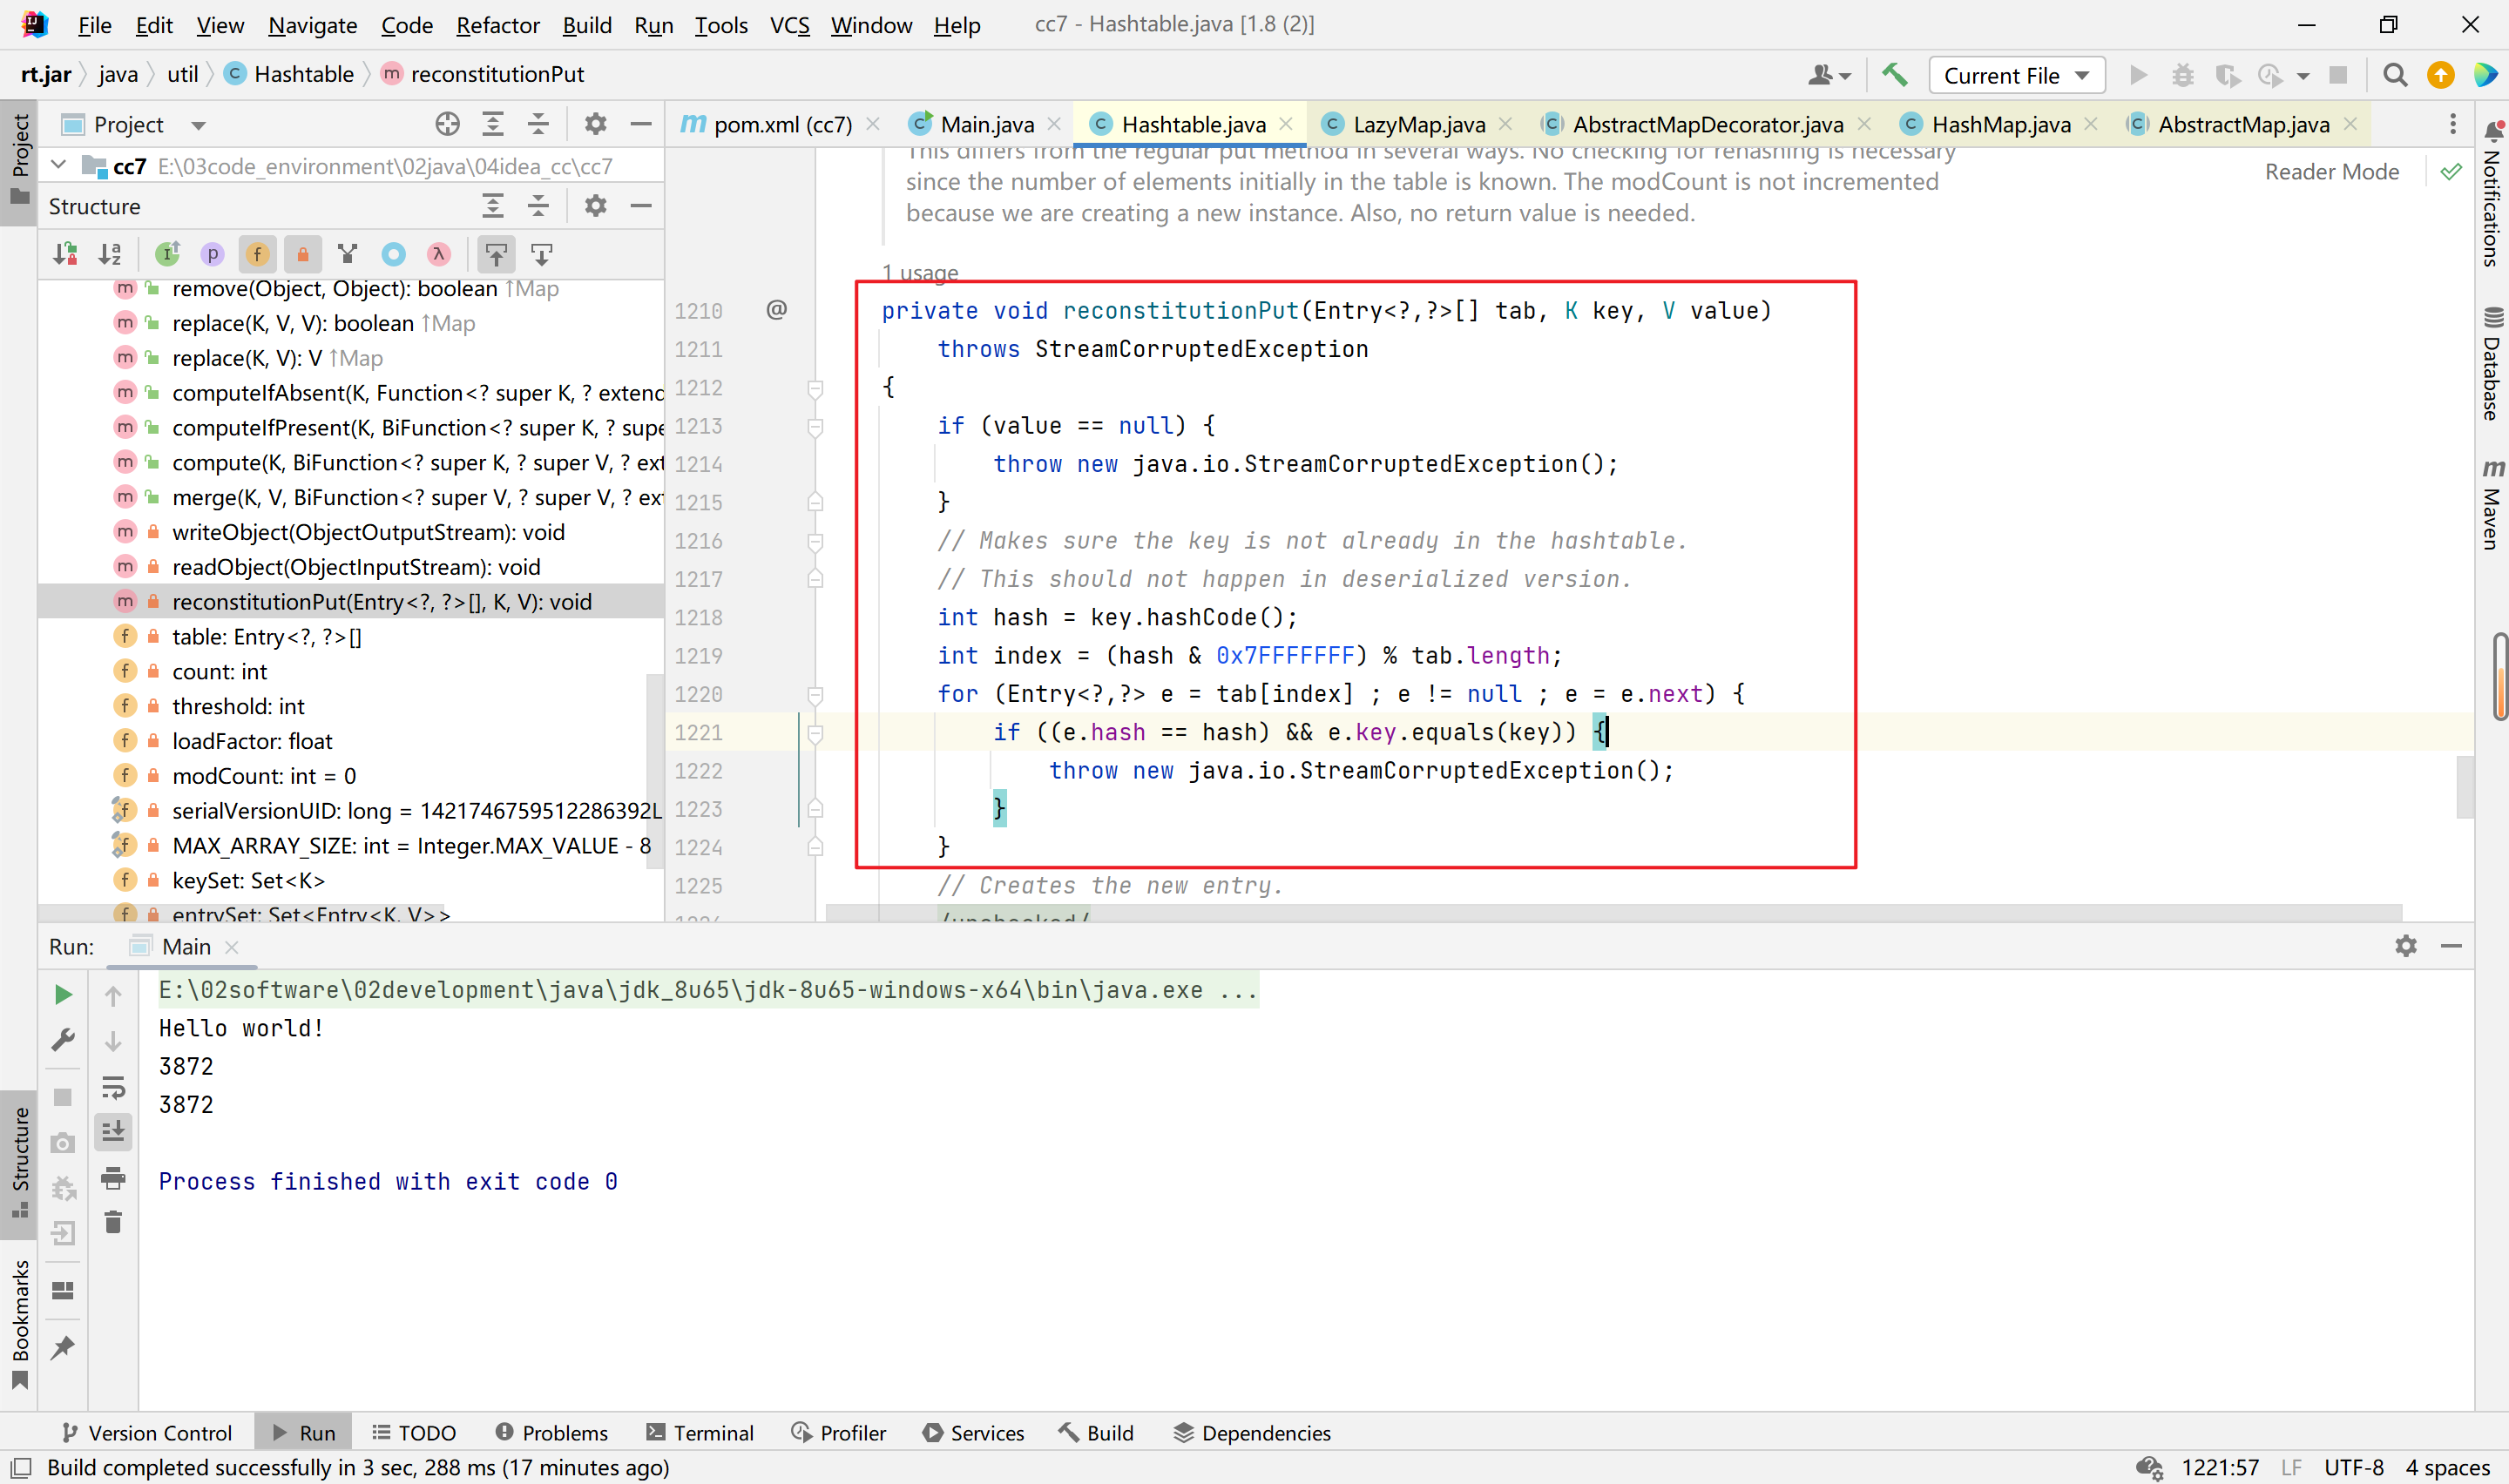 File Edit View Navigate Code Refactor Build Run Tools VCS Window Help cc7 - Hashtable.java [1.8 (2)]
rt.jar java util Hashtable reconstitutionPut Current File
Project
pom.xml (cc7) Main.java Hashtable.java LazyMap.java AbstractMapDecorator.java HashMap.java AbstractMap.java
cc7 E:\03code_environment\02java\04idea_cc\cc7
Structure
remove(Object, Object): boolean ↑Map
replace(K, V, V): boolean ↑Map
replace(K, V): V ↑Map
computeIfAbsent(K, Function<? super K, ? extend
computeIfPresent(K, BiFunction<? super K, ? supe
compute(K, BiFunction<? super K, ? super V, ? ext
merge(K, V, BiFunction<? super V, ? super V, ? ext
writeObject(ObjectOutputStream): void
readObject(ObjectInputStream): void
reconstitutionPut(Entry<?, ?>[], K, V): void
table: Entry<?, ?>[]
count: int
threshold: int
loadFactor: float
modCount: int = 0
serialVersionUID: long = 1421746759512286392L
MAX_ARRAY_SIZE: int = Integer.MAX_VALUE - 8
keySet: Set<K>
entrySet: Set<Entry<K, V>>
This differs from the regular put method in several ways. No checking for rehashing is necessary
since the number of elements initially in the table is known. The modCount is not incremented
because we are creating a new instance. Also, no return value is needed.
Reader Mode
1 usage
1210 @ private void reconstitutionPut(Entry<?,?>[] tab, K key, V value)
1211 throws StreamCorruptedException
1212 {
1213 if (value == null) {
1214 throw new java.io.StreamCorruptedException();
1215 }
1216 // Makes sure the key is not already in the hashtable.
1217 // This should not happen in deserialized version.
1218 int hash = key.hashCode();
1219 int index = (hash & 0x7FFFFFFF) % tab.length;
1220 for (Entry<?,?> e = tab[index] ; e != null ; e = e.next) {
1221 if ((e.hash == hash) && e.key.equals(key)) {
1222 throw new java.io.StreamCorruptedException();
1223 }
1224 }
1225 // Creates the new entry.
1226 /unchecked/
Project
Structure
Bookmarks
Notifications
Database
Maven
Run: Main
E:\02software\02development\java\jdk_8u65\jdk-8u65-windows-x64\bin\java.exe ...
Hello world!
3872
3872
Process finished with exit code 0
Version Control Run TODO Problems Terminal Profiler Services Build Dependencies
Build completed successfully in 3 sec, 288 ms (17 minutes ago) 1221:57 LF UTF-8 4 spaces